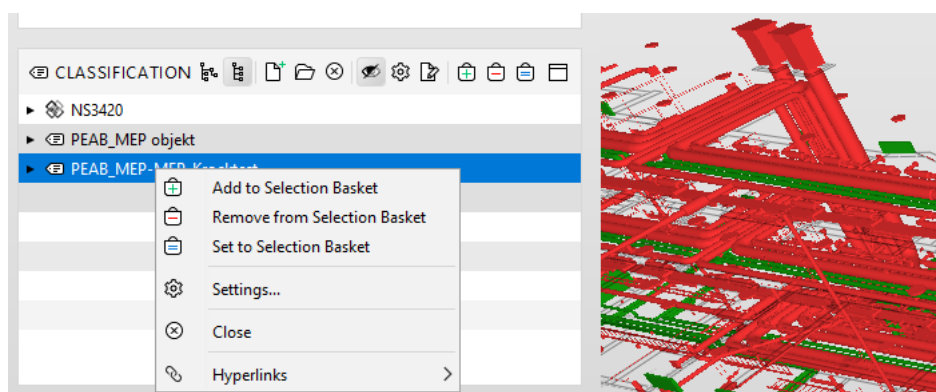 CLASSIFICATION
NS3420
PEAB_MEP objekt
PEAB_MEP-MEP Krocktest
Add to Selection Basket
Remove from Selection Basket
Set to Selection Basket
Settings...
Close
Hyperlinks